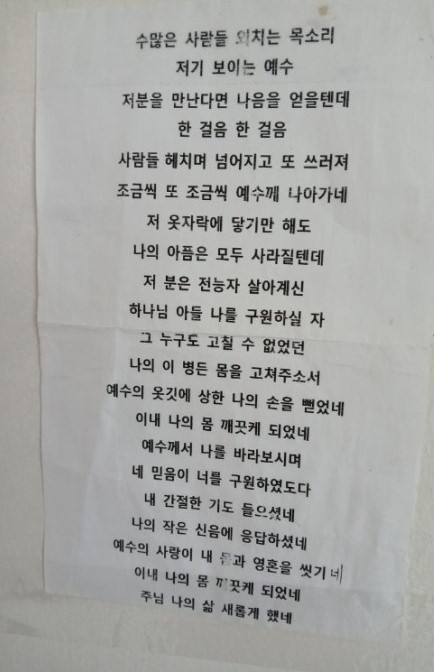 수많은 사람들 외치는 목소리
저기 보이는 예수
저분을 만난다면 나음을 얻을텐데
한 걸음 한 걸음
사람들 헤치며 넘어지고 또 쓰러져
조금씩 또 조금씩 예수께 나아가네
저 옷자락에 닿기만 해도
나의 아픔은 모두 사라질텐데
저 분은 전능자 살아계신
하나님 아들 나를 구원하실 자
그 누구도 고칠 수 없었던
나의 이 병든 몸을 고쳐주소서
예수의 옷깃에 상한 나의 손을 뻗었네
이내 나의 몸 깨끗케 되었네
예수께서 나를 바라보시며
네 믿음이 너를 구원하였도다
내 간절한 기도 들으셨네
나의 작은 신음에 응답하셨네
예수의 사랑이 내 몸과 영혼을 씻기네
이내 나의 몸 깨끗케 되었네
주님 나의 삶 새롭게 했네